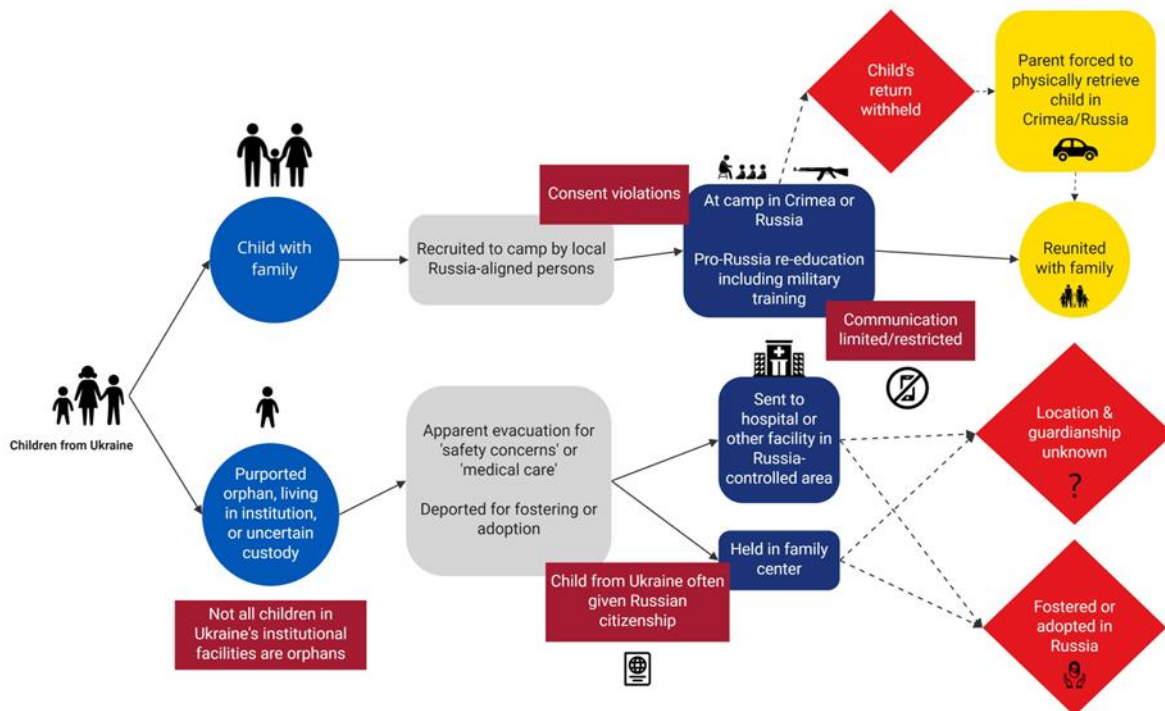 Child's
return
withheld
Parent forced to
physically retrieve
child in
Crimea/Russia
Consent violations
At camp in Crimea or
Russia
Pro-Russia re-education
including military
training
Child with
family
Recruited to camp by local
Russia-aligned persons
Reunited
with family
Communication
limited/restricted
Children from Ukraine
Purported
orphan, living
in institution,
or uncertain
custody
Apparent evacuation for
'safety concerns' or
'medical care'
Deported for fostering or
adoption
Sent to
hospital or
other facility in
Russia-
controlled area
Location &
guardianship
unknown
?
Held in family
center
Not all children in
Ukraine's institutional
facilities are orphans
Child from Ukraine often
given Russian
citizenship
Fostered or
adopted in
Russia